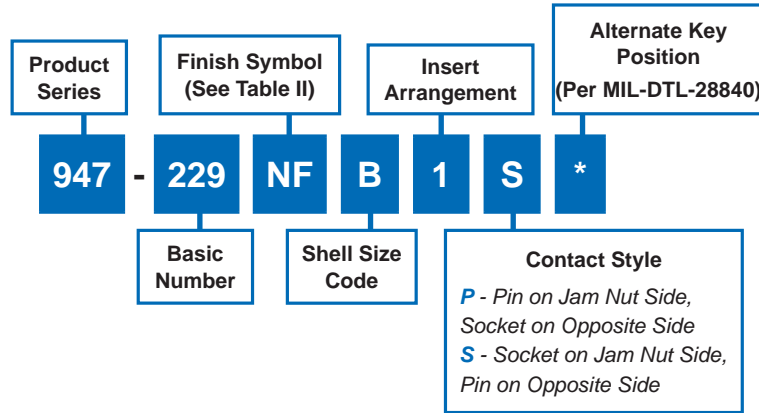 Product
Series
Finish Symbol
(See Table II)
Insert
Arrangement
Alternate Key
Position
(Per MIL-DTL-28840)
947 - 229 NF B 1 S *
Basic
Number
Shell Size
Code
Contact Style
P - Pin on Jam Nut Side,
Socket on Opposite Side
S - Socket on Jam Nut Side,
Pin on Opposite Side